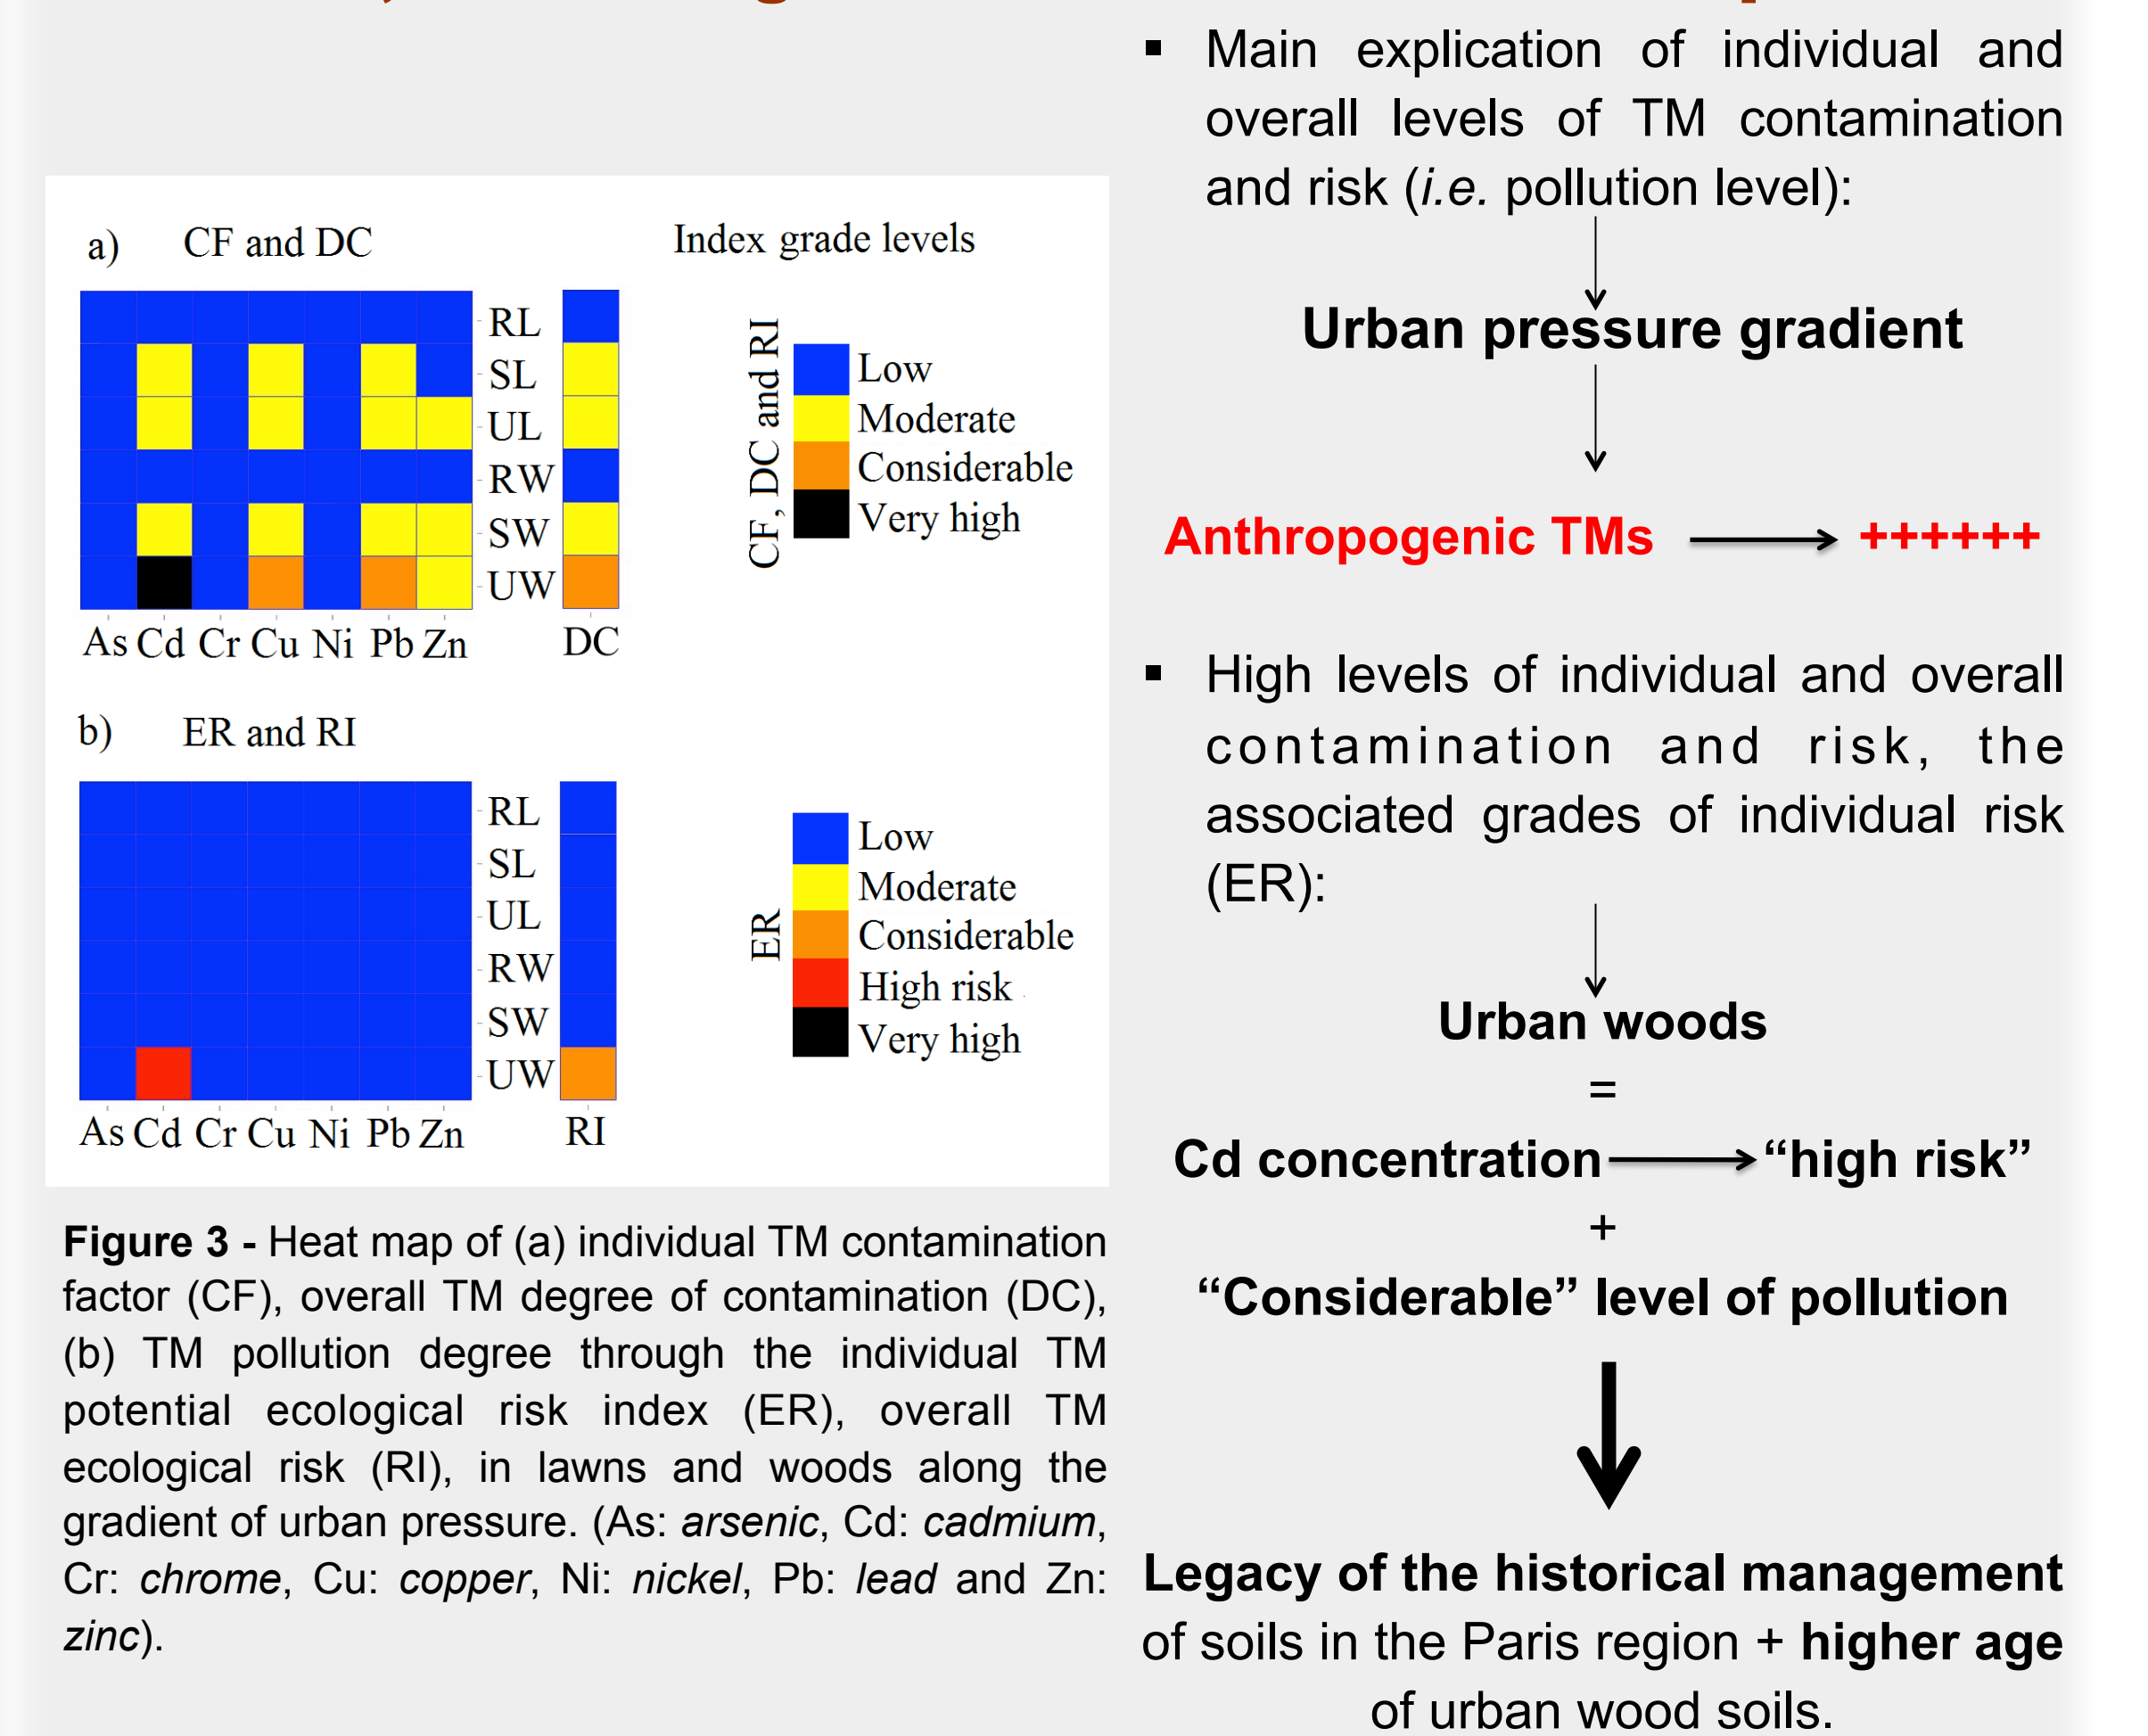 a) CF and DC
Index grade levels
RL
SL
UL
RW
SW
UW
As Cd Cr Cu Ni Pb Zn
DC
CF, DC and RI
Low
Moderate
Considerable
Very high
b) ER and RI
RL
SL
UL
RW
SW
UW
As Cd Cr Cu Ni Pb Zn
RI
ER
Low
Moderate
Considerable
High risk
Very high
Figure 3 - Heat map of (a) individual TM contamination
factor (CF), overall TM degree of contamination (DC),
(b) TM pollution degree through the individual TM
potential ecological risk index (ER), overall TM
ecological risk (RI), in lawns and woods along the
gradient of urban pressure. (As: arsenic, Cd: cadmium,
Cr: chrome, Cu: copper, Ni: nickel, Pb: lead and Zn:
zinc).
▪ Main explication of individual and
overall levels of TM contamination
and risk (i.e. pollution level):
Urban pressure gradient
Anthropogenic TMs ++++++
▪ High levels of individual and overall
contamination and risk, the
associated grades of individual risk
(ER):
Urban woods
=
Cd concentration “high risk”
+
“Considerable” level of pollution
Legacy of the historical management
of soils in the Paris region + higher age
of urban wood soils.